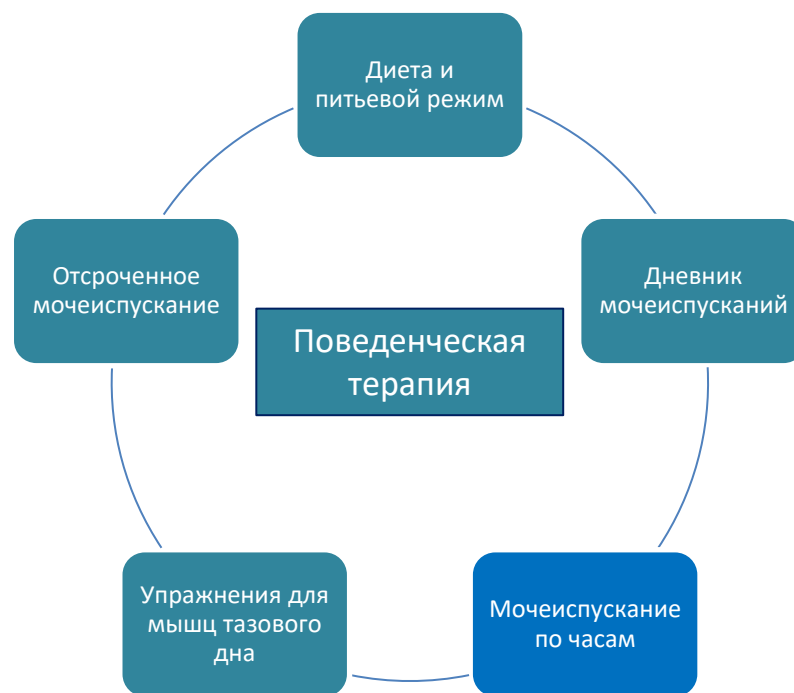 Диета и
питьевой режим
Отсроченное
мочеиспускание
Дневник
мочеиспусканий
Поведенческая
терапия
Упражнения для
мышц тазового
дна
Мочеиспускание
по часам